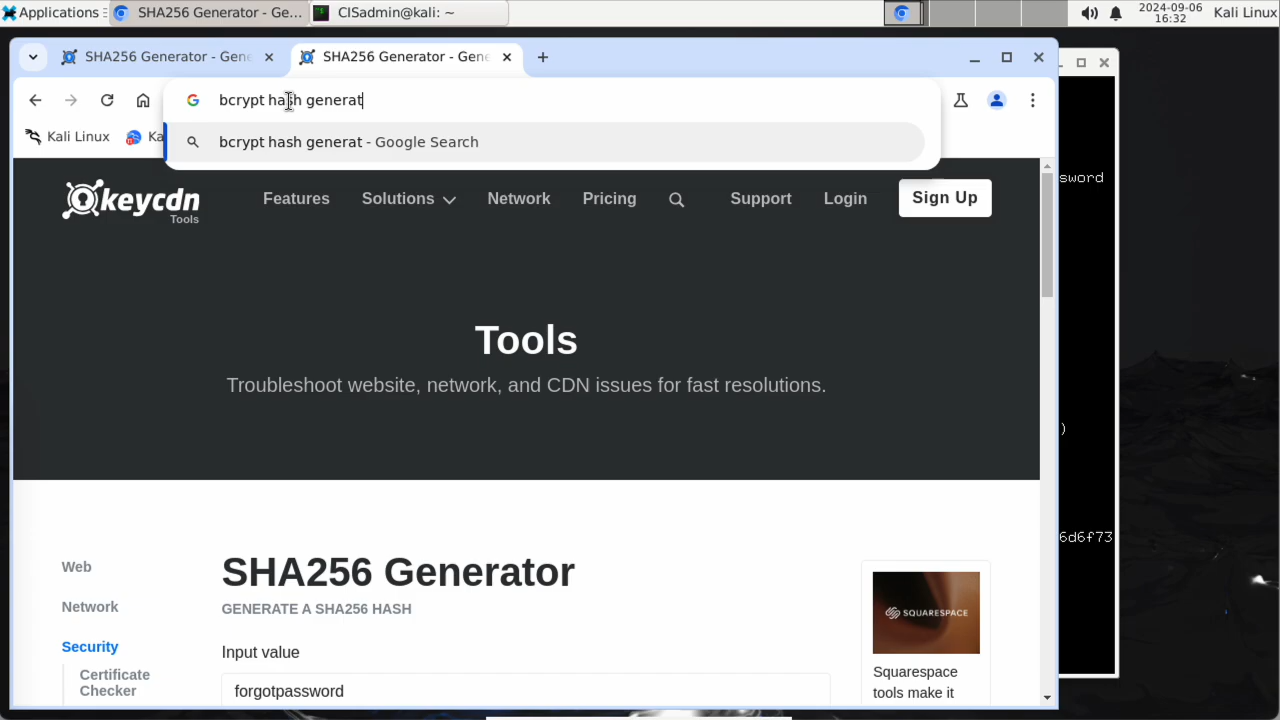 Applications
SHA256 Generator - Ge...
CISadmin@kali: ~
2024-09-06
16:32
Kali Linux
SHA256 Generator - Gene
SHA256 Generator - Gene
bcrypt hash generat
Kali Linux
Ka
bcrypt hash generat - Google Search
sword
keycdn
Tools
Features
Solutions
Network
Pricing
Support
Login
Sign Up
Tools
Troubleshoot website, network, and CDN issues for fast resolutions.
)
6d6f73
Web
Network
Security
Certificate
Checker
SHA256 Generator
GENERATE A SHA256 HASH
Input value
forgotpassword
SQUARESPACE
Squarespace
tools make it